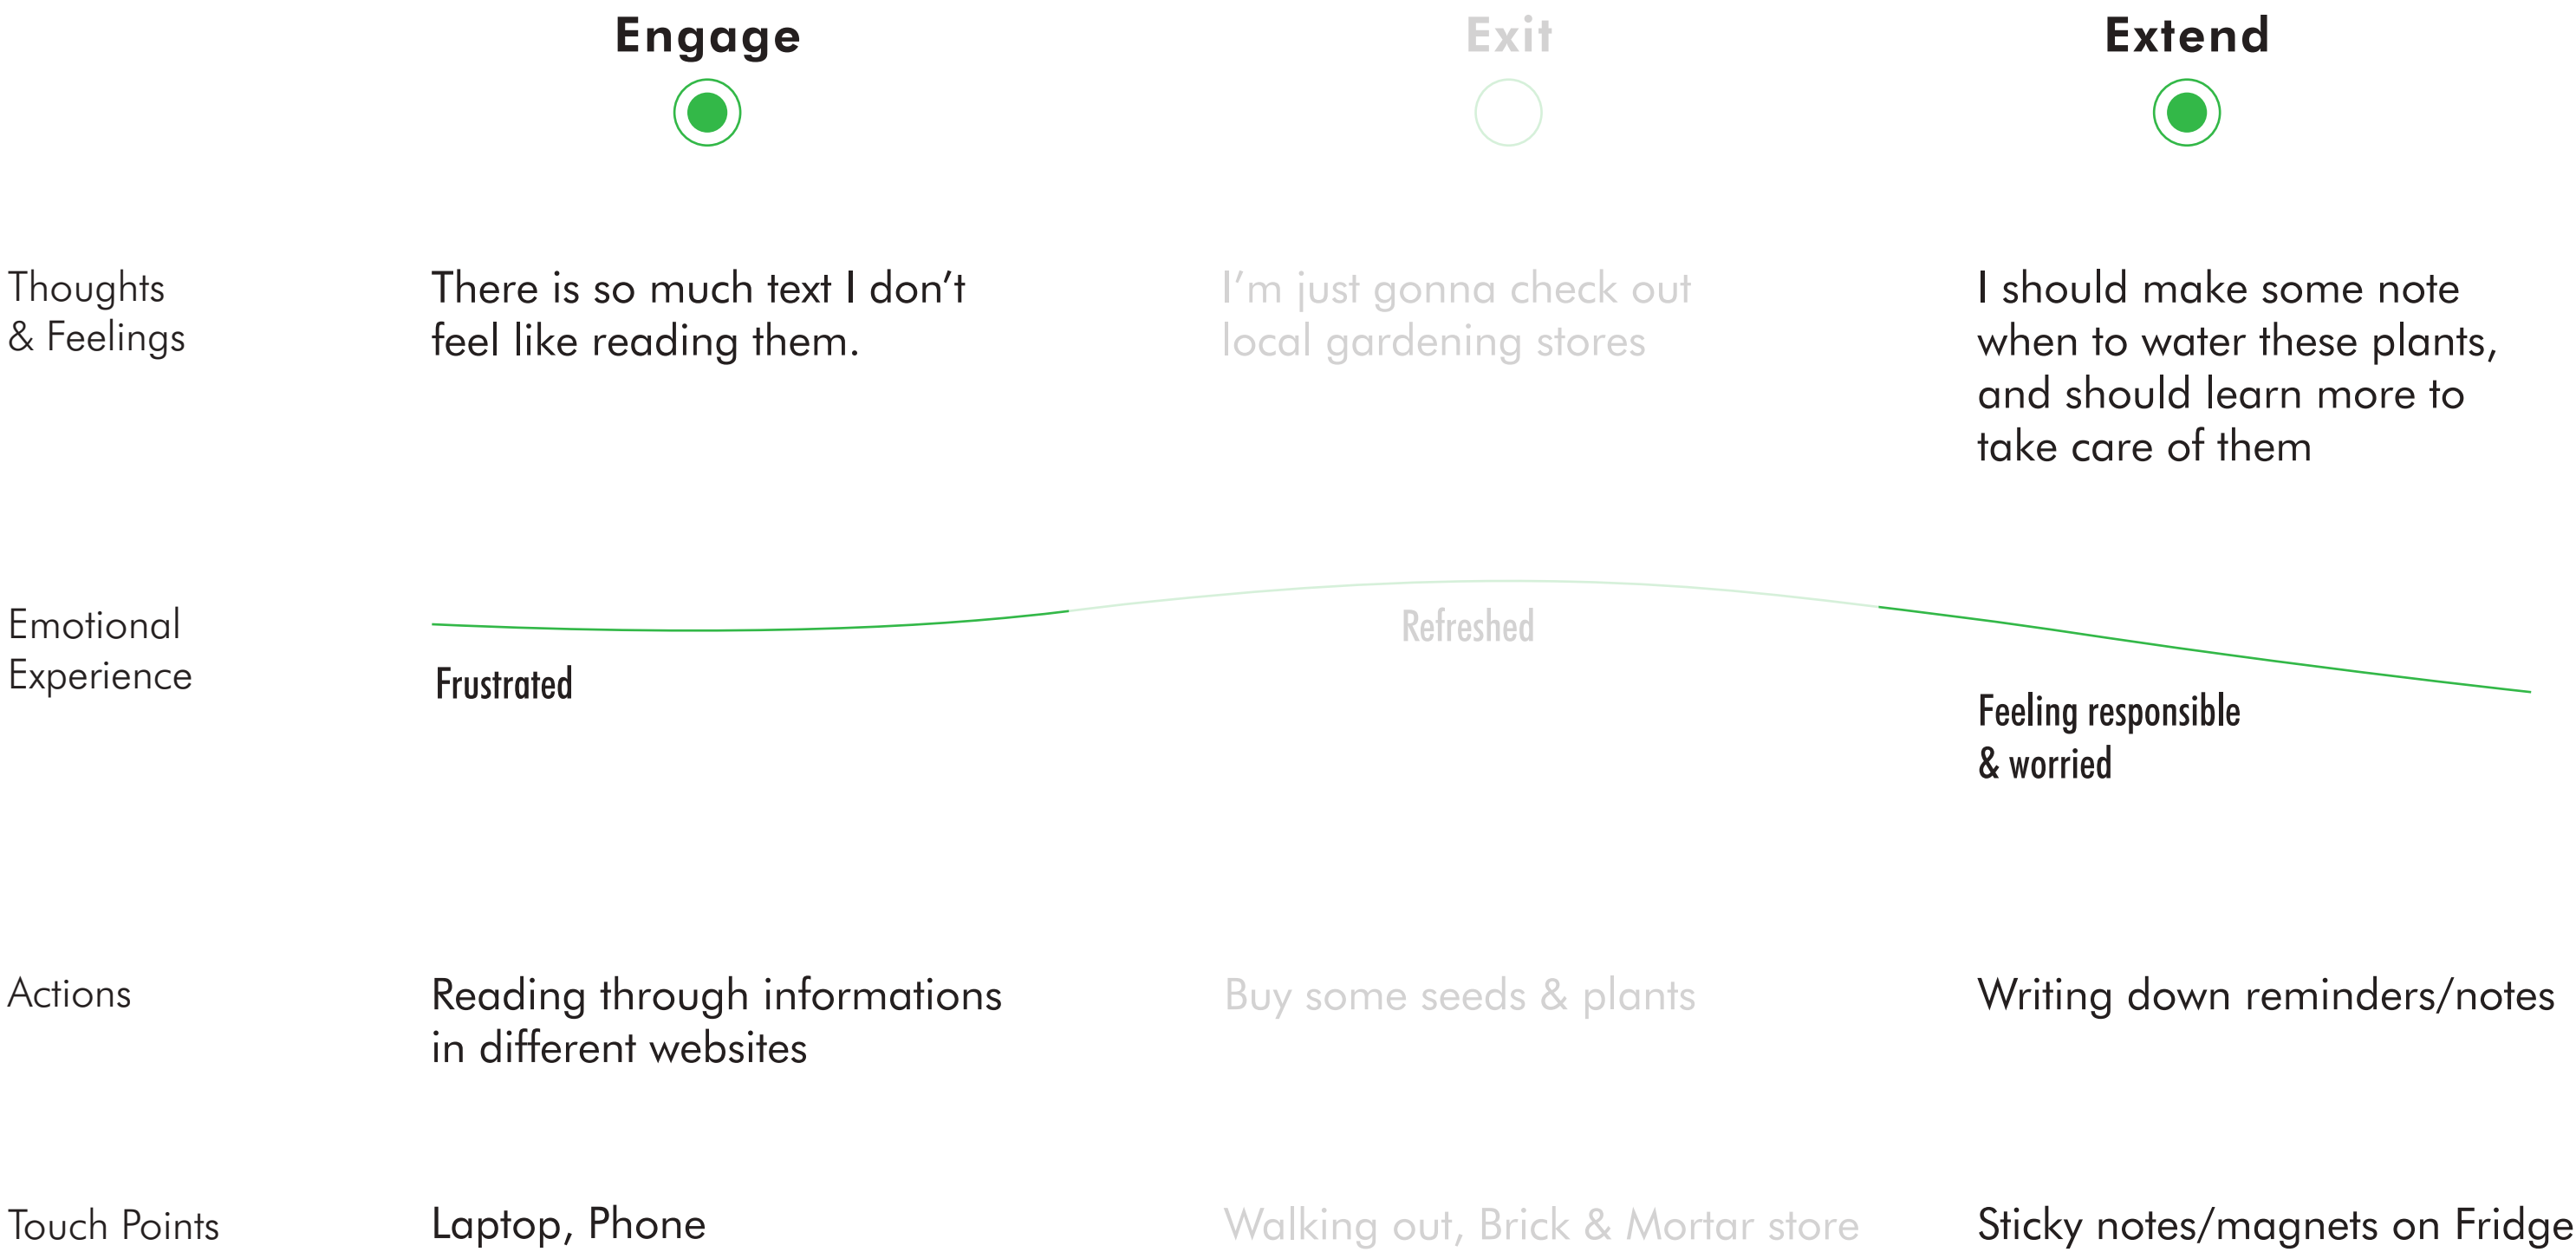 Engage
Exit
Extend
Thoughts
& Feelings
There is so much text I don’t
feel like reading them.
I’m just gonna check out
local gardening stores
I should make some note
when to water these plants,
and should learn more to
take care of them
Emotional
Experience
Frustrated
Refreshed
Feeling responsible
& worried
Actions
Reading through informations
in different websites
Buy some seeds & plants
Writing down reminders/notes
Touch Points
Laptop, Phone
Walking out, Brick & Mortar store
Sticky notes/magnets on Fridge